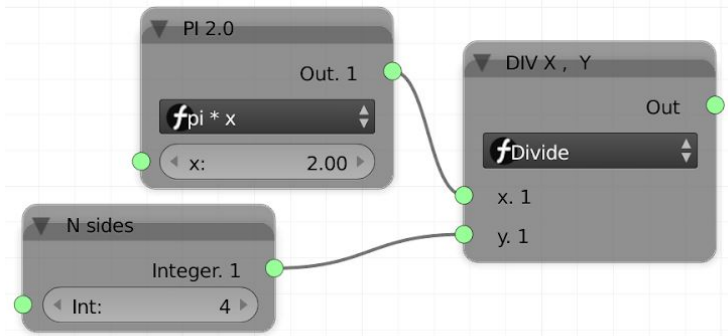 PI 2.0
Out. 1
pi * x
x: 2.00
N sides
Integer. 1
Int: 4
DIV X , Y
Out
Divide
x. 1
y. 1